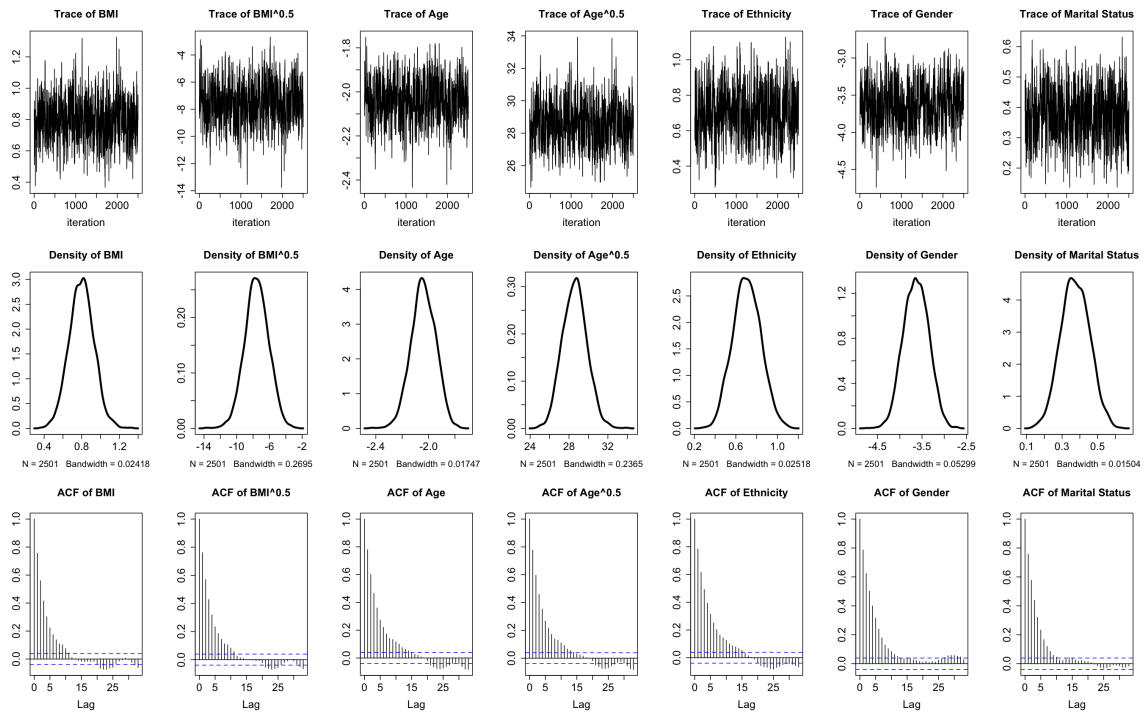 Trace of BMI
0.4 0.6 0.8 1.0 1.2
0 1000 2000
iteration
Trace of BMI^0.5
-14 -12 -10 -8 -6 -4
0 1000 2000
iteration
Trace of Age
-2.4 -2.2 -2.0 -1.8
0 1000 2000
iteration
Trace of Age^0.5
26 28 30 32 34
0 1000 2000
iteration
Trace of Ethnicity
0.4 0.6 0.8 1.0
0 1000 2000
iteration
Trace of Gender
-4.5 -4.0 -3.5 -3.0
0 1000 2000
iteration
Trace of Marital Status
0.2 0.3 0.4 0.5 0.6
0 1000 2000
iteration
Density of BMI
0.0 0.5 1.0 1.5 2.0 2.5 3.0
0.4 0.8 1.2
N = 2501 Bandwidth = 0.02418
Density of BMI^0.5
0.00 0.10 0.20
-14 -10 -6 -2
N = 2501 Bandwidth = 0.2695
Density of Age
0 1 2 3 4
-2.4 -2.0
N = 2501 Bandwidth = 0.01747
Density of Age^0.5
0.00 0.10 0.20 0.30
24 28 32
N = 2501 Bandwidth = 0.2365
Density of Ethnicity
0.0 0.5 1.0 1.5 2.0 2.5
0.2 0.6 1.0
N = 2501 Bandwidth = 0.02518
Density of Gender
0.0 0.4 0.8 1.2
-4.5 -3.5 -2.5
N = 2501 Bandwidth = 0.05299
Density of Marital Status
0 1 2 3 4
0.1 0.3 0.5
N = 2501 Bandwidth = 0.01504
ACF of BMI
0.0 0.2 0.4 0.6 0.8 1.0
0 5 15 25
Lag
ACF of BMI^0.5
0.0 0.2 0.4 0.6 0.8 1.0
0 5 15 25
Lag
ACF of Age
0.0 0.2 0.4 0.6 0.8 1.0
0 5 15 25
Lag
ACF of Age^0.5
0.0 0.2 0.4 0.6 0.8 1.0
0 5 15 25
Lag
ACF of Ethnicity
0.0 0.2 0.4 0.6 0.8 1.0
0 5 15 25
Lag
ACF of Gender
0.0 0.2 0.4 0.6 0.8 1.0
0 5 15 25
Lag
ACF of Marital Status
0.0 0.2 0.4 0.6 0.8 1.0
0 5 15 25
Lag